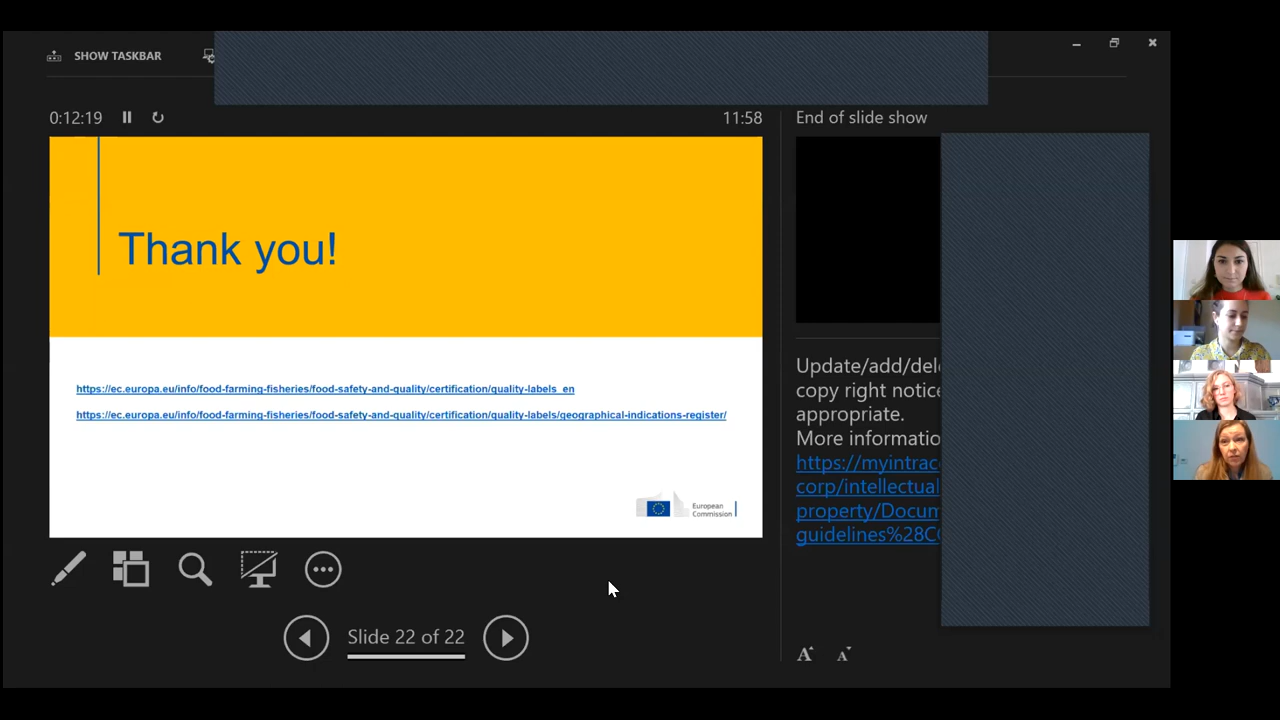 SHOW TASKBAR
0:12:19
11:58
Thank you!
https://ec.europa.eu/info/food-farming-fisheries/food-safety-and-quality/certification/quality-labels_en
https://ec.europa.eu/info/food-farming-fisheries/food-safety-and-quality/certification/quality-labels/geographical-indications-register/
European
Commission
Slide 22 of 22
End of slide show
Update/add/del
copy right notic
appropriate.
More informatio
https://myintrac
corp/intellectual
property/Docum
guidelines%28C
A A